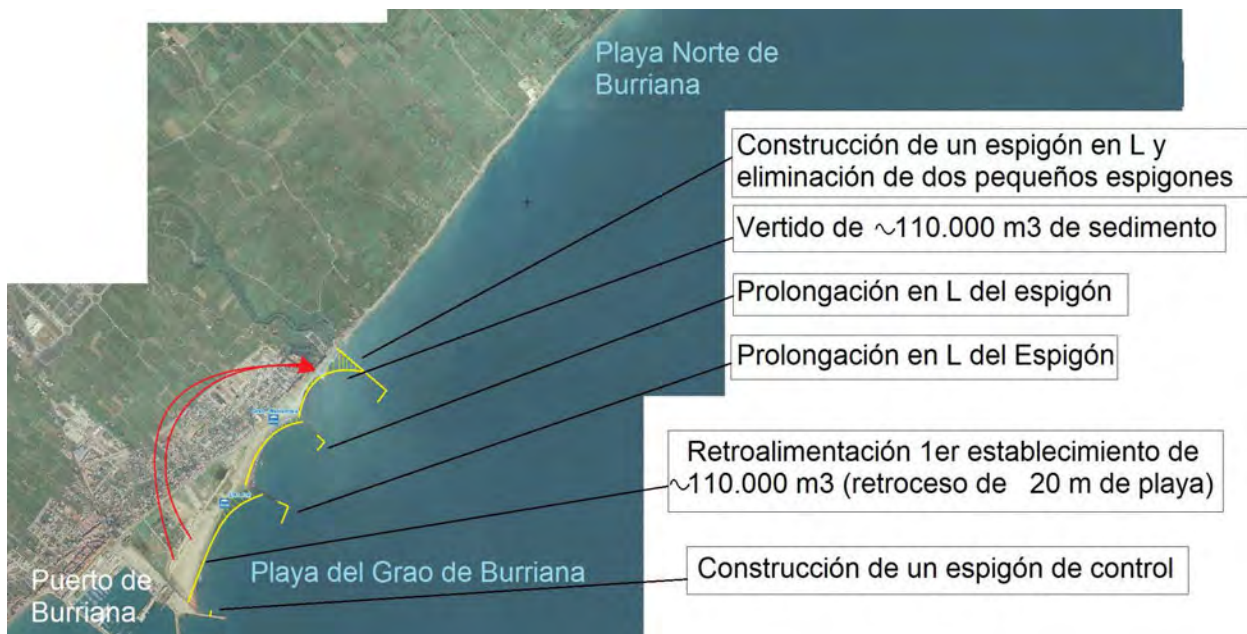 Playa Norte de
Burriana
Construcción de un espigón en L y
eliminación de dos pequeños espigones
Vertido de ~110.000 m3 de sedimento
Prolongación en L del espigón
Prolongación en L del Espigón
Retroalimentación 1er establecimiento de
~110.000 m3 (retroceso de 20 m de playa)
Construcción de un espigón de control
Playa del Grao de Burriana
Puerto de
Burriana